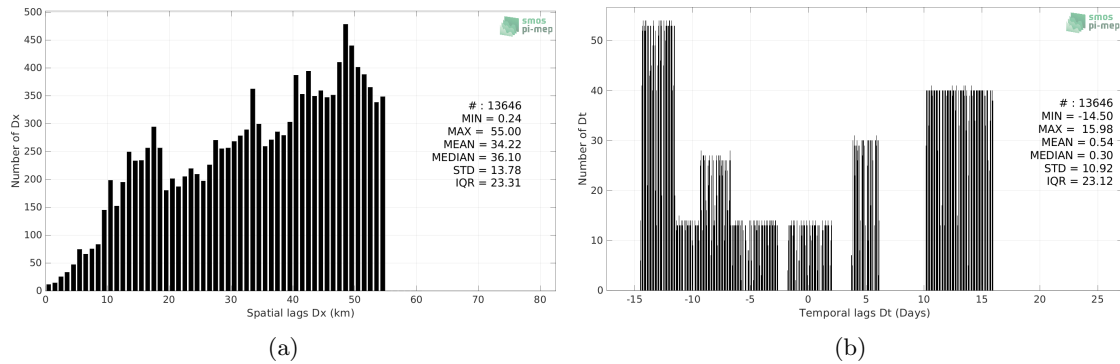 500
450
400
350
300
250
200
150
100
50
0
Number of Dx
0 10 20 30 40 50 60 70 80
Spatial lags Dx (km)
smos
pi-mep
# : 13646
MIN = 0.24
MAX = 55.00
MEAN = 34.22
MEDIAN = 36.10
STD = 13.78
IQR = 23.31
(a)
50
40
30
20
10
0
Number of Dt
-15 -10 -5 0 5 10 15 20 25
Temporal lags Dt (Days)
smos
pi-mep
# : 13646
MIN = -14.50
MAX = 15.98
MEAN = 0.54
MEDIAN = 0.30
STD = 10.92
IQR = 23.12
(b)